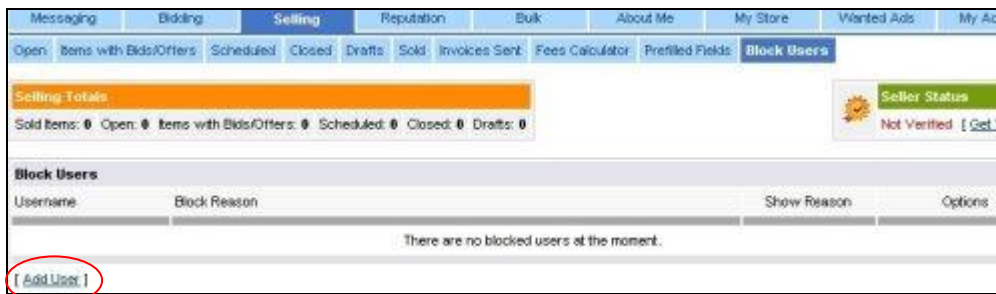 Messaging Bidding Selling Reputation Bulk About Me My Store Wanted Ads My Ac
Open Items with Bids/Offers Scheduled Closed Drafts Sold Invoices Sent Fees Calculator Prefilled Fields Block Users
Selling Totals
Seller Status
Sold Items: 0 Open: 0 Items with Bids/Offers: 0 Scheduled: 0 Closed: 0 Drafts: 0
Not Verified [ Get
Block Users
Username Block Reason Show Reason Options
There are no blocked users at the moment.
[ Add User ]